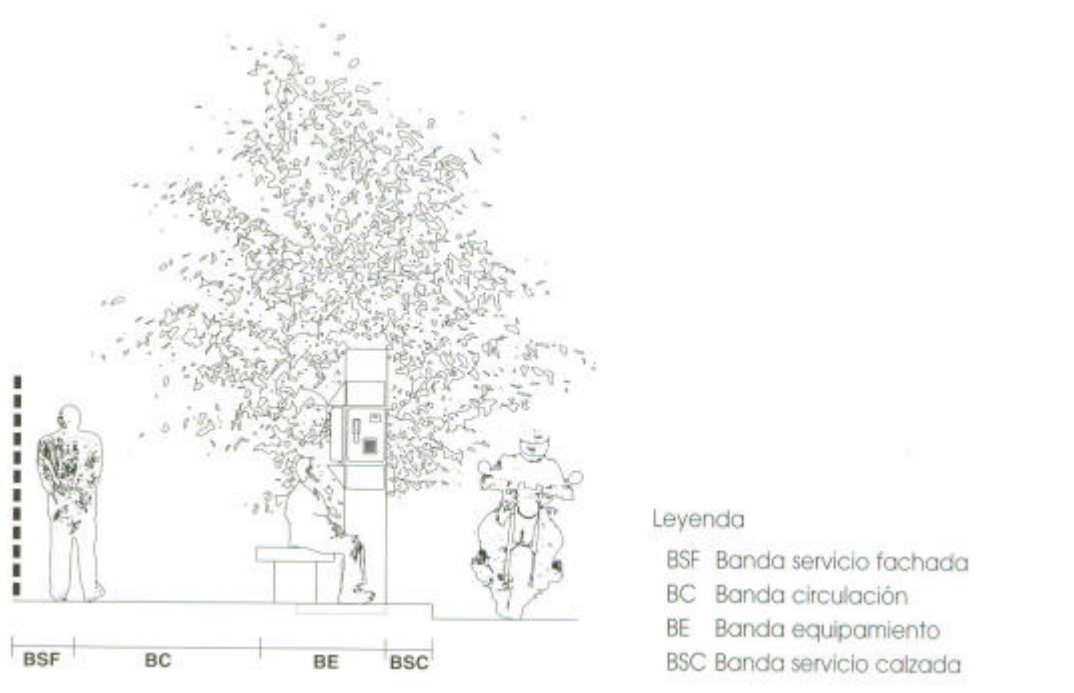 BSF BC BE BSC
Leyenda
BSF Banda servicio fachada
BC Banda circulación
BE Banda equipamiento
BSC Banda servicio calzada